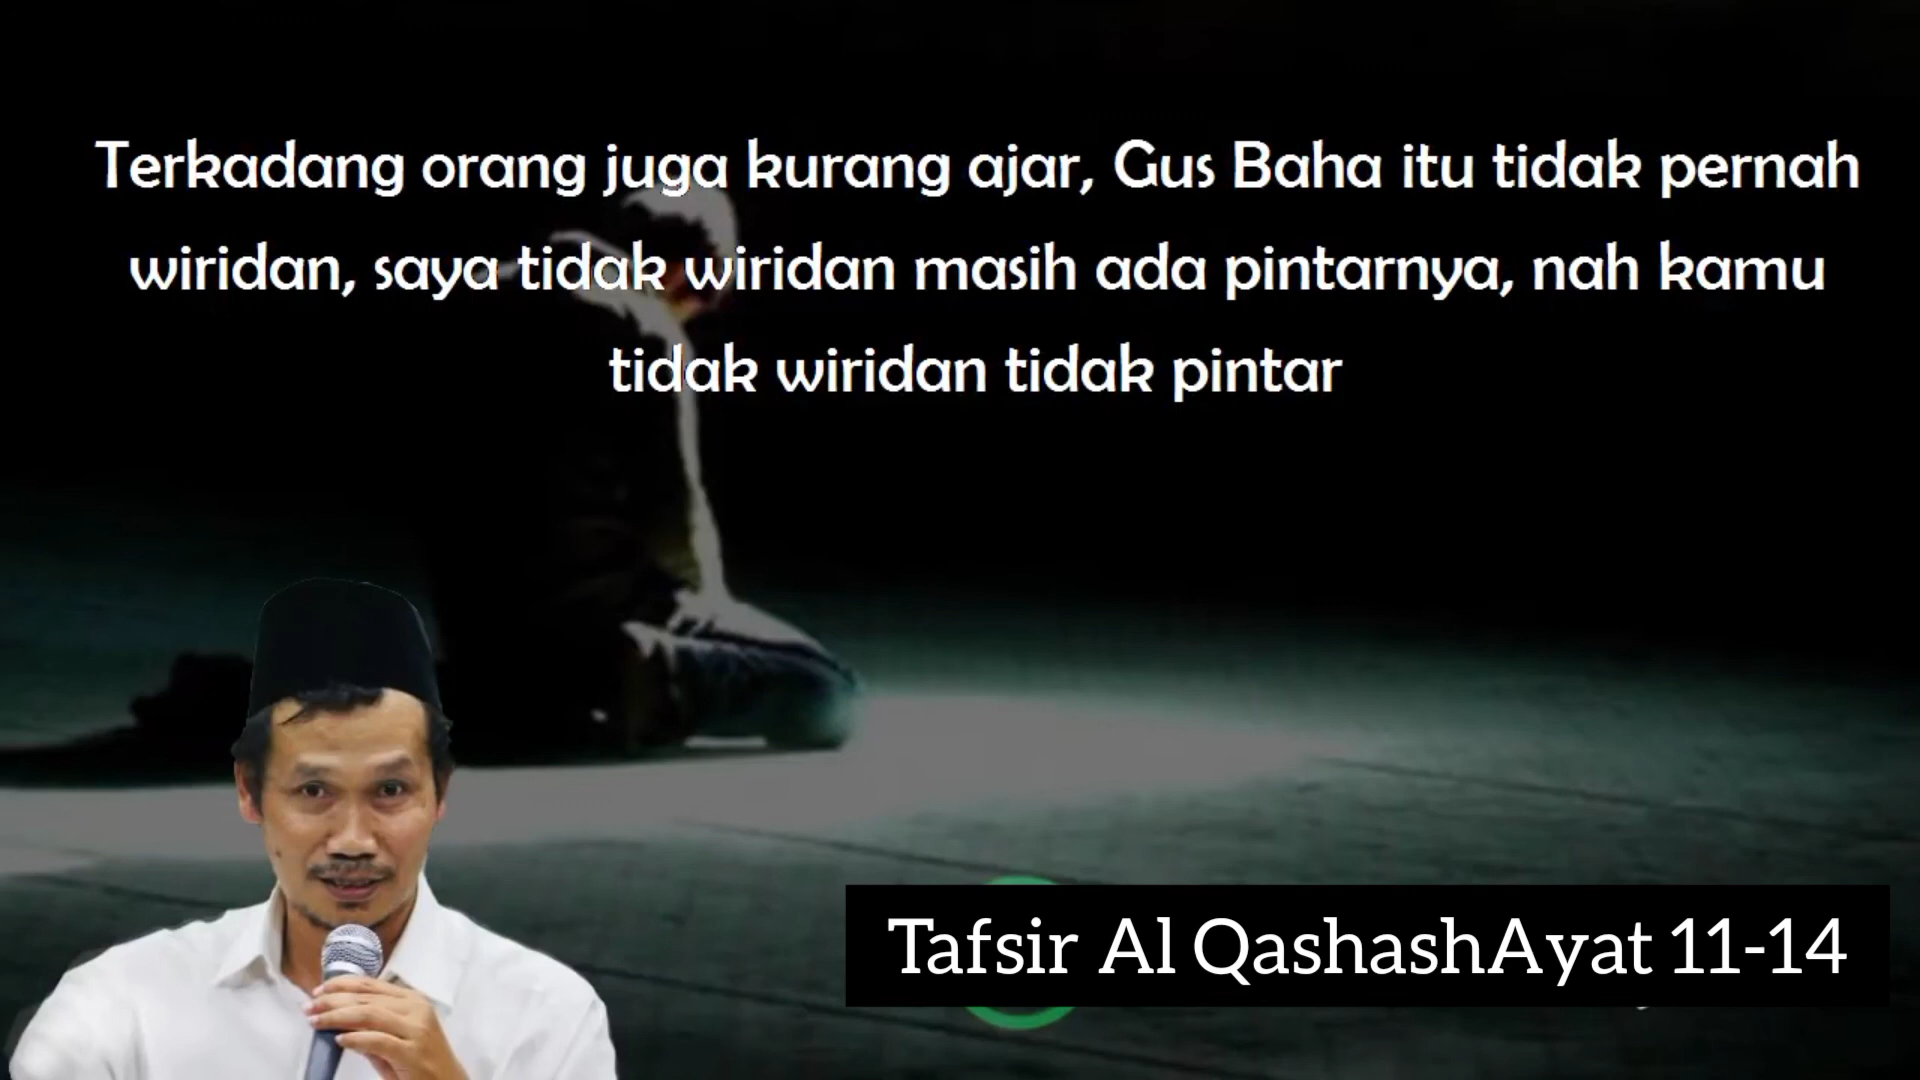 Terkadang orang juga kurang ajar, Gus Baha itu tidak pernah
wiridan, saya tidak wiridan masih ada pintarnya, nah kamu
tidak wiridan tidak pintar
Tafsir Al QashashAyat 11-14